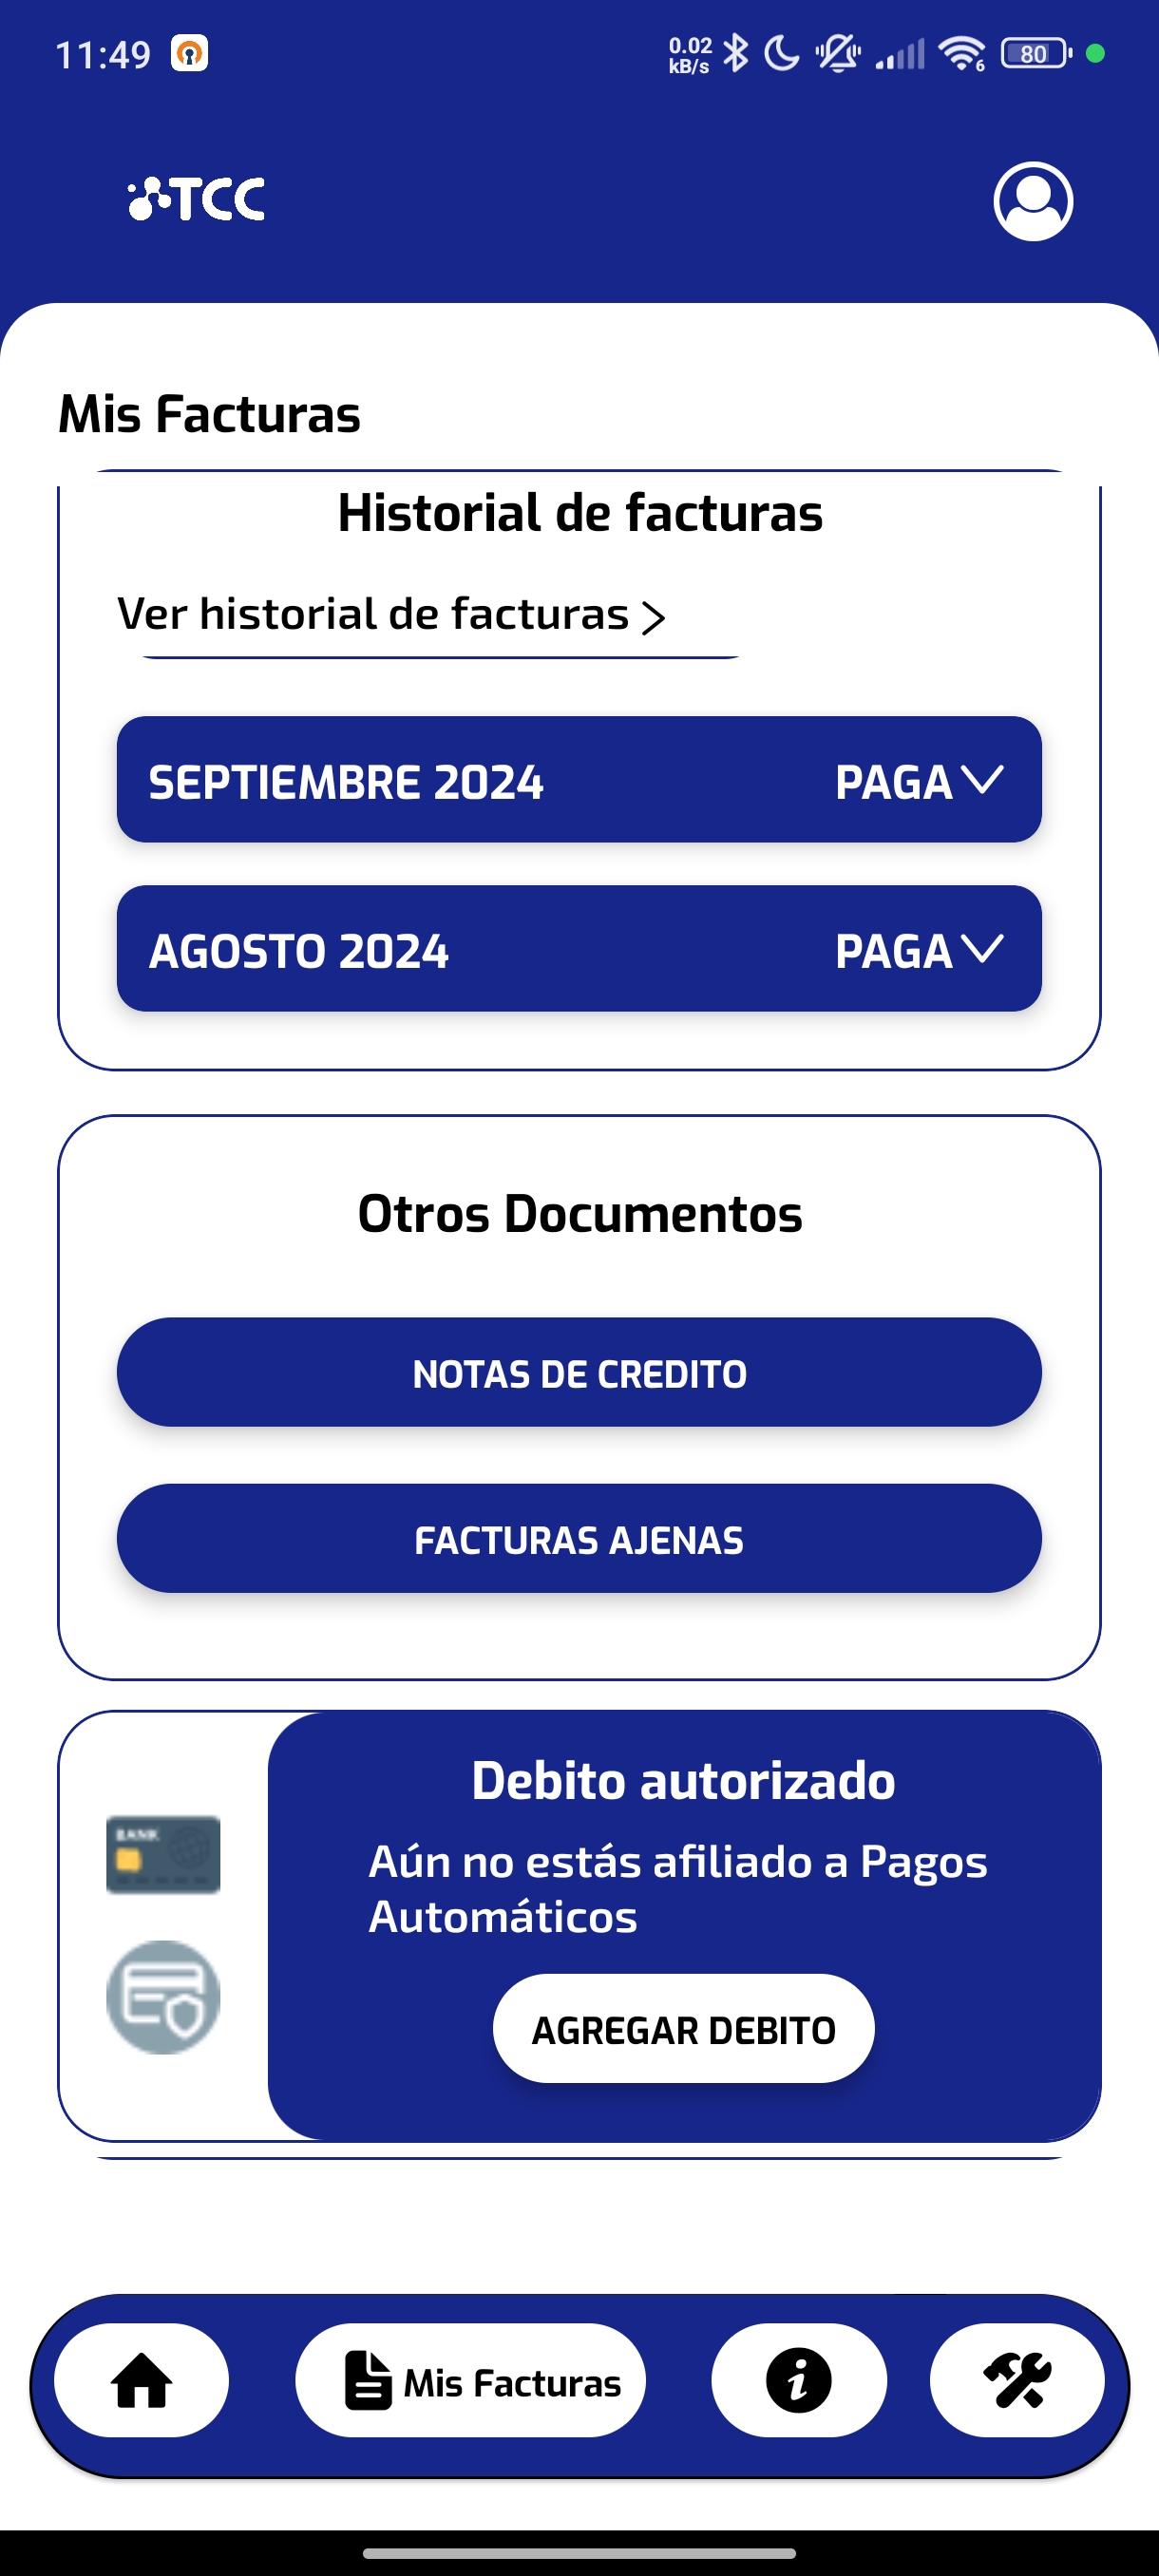 11:49
0.02
kB/s
6
80
TCC
Mis Facturas
Historial de facturas
Ver historial de facturas
SEPTIEMBRE 2024 PAGA
AGOSTO 2024 PAGA
Otros Documentos
NOTAS DE CREDITO
FACTURAS AJENAS
BANK
Debito autorizado
Aún no estás afiliado a Pagos
Automáticos
AGREGAR DEBITO
Mis Facturas